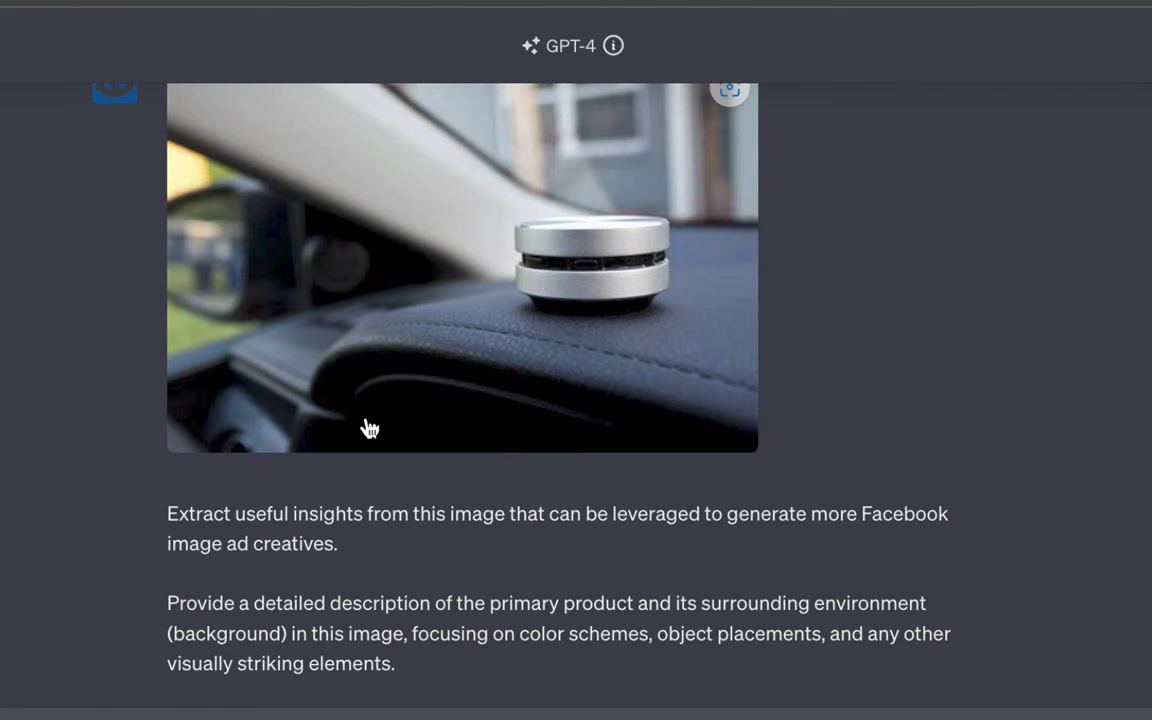 GPT-4
Extract useful insights from this image that can be leveraged to generate more Facebook
image ad creatives.
Provide a detailed description of the primary product and its surrounding environment
(background) in this image, focusing on color schemes, object placements, and any other
visually striking elements.